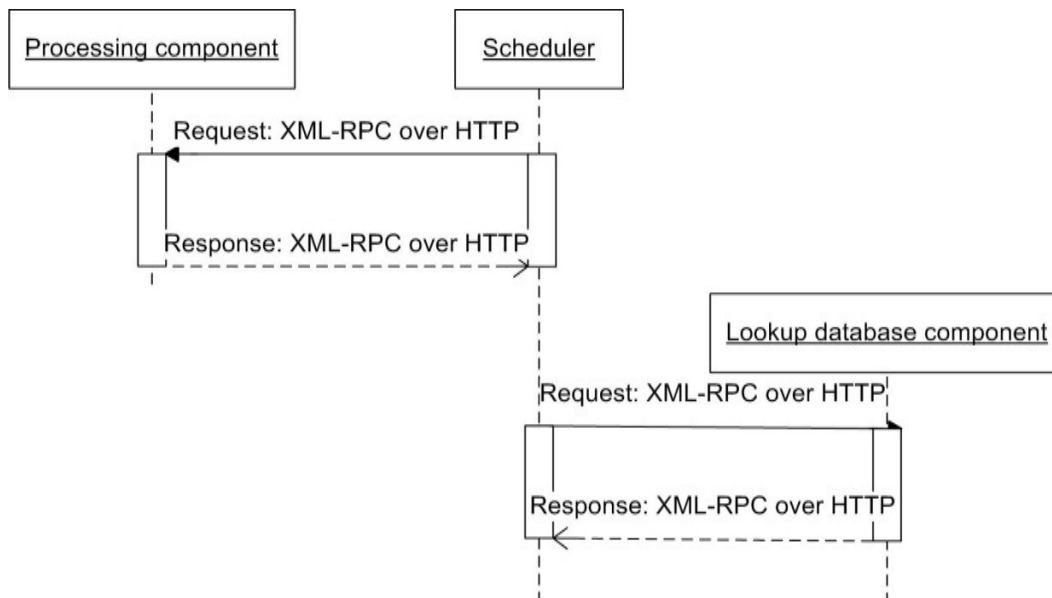 Processing component
Scheduler
Request: XML-RPC over HTTP
Response: XML-RPC over HTTP
Lookup database component
Request: XML-RPC over HTTP
Response: XML-RPC over HTTP